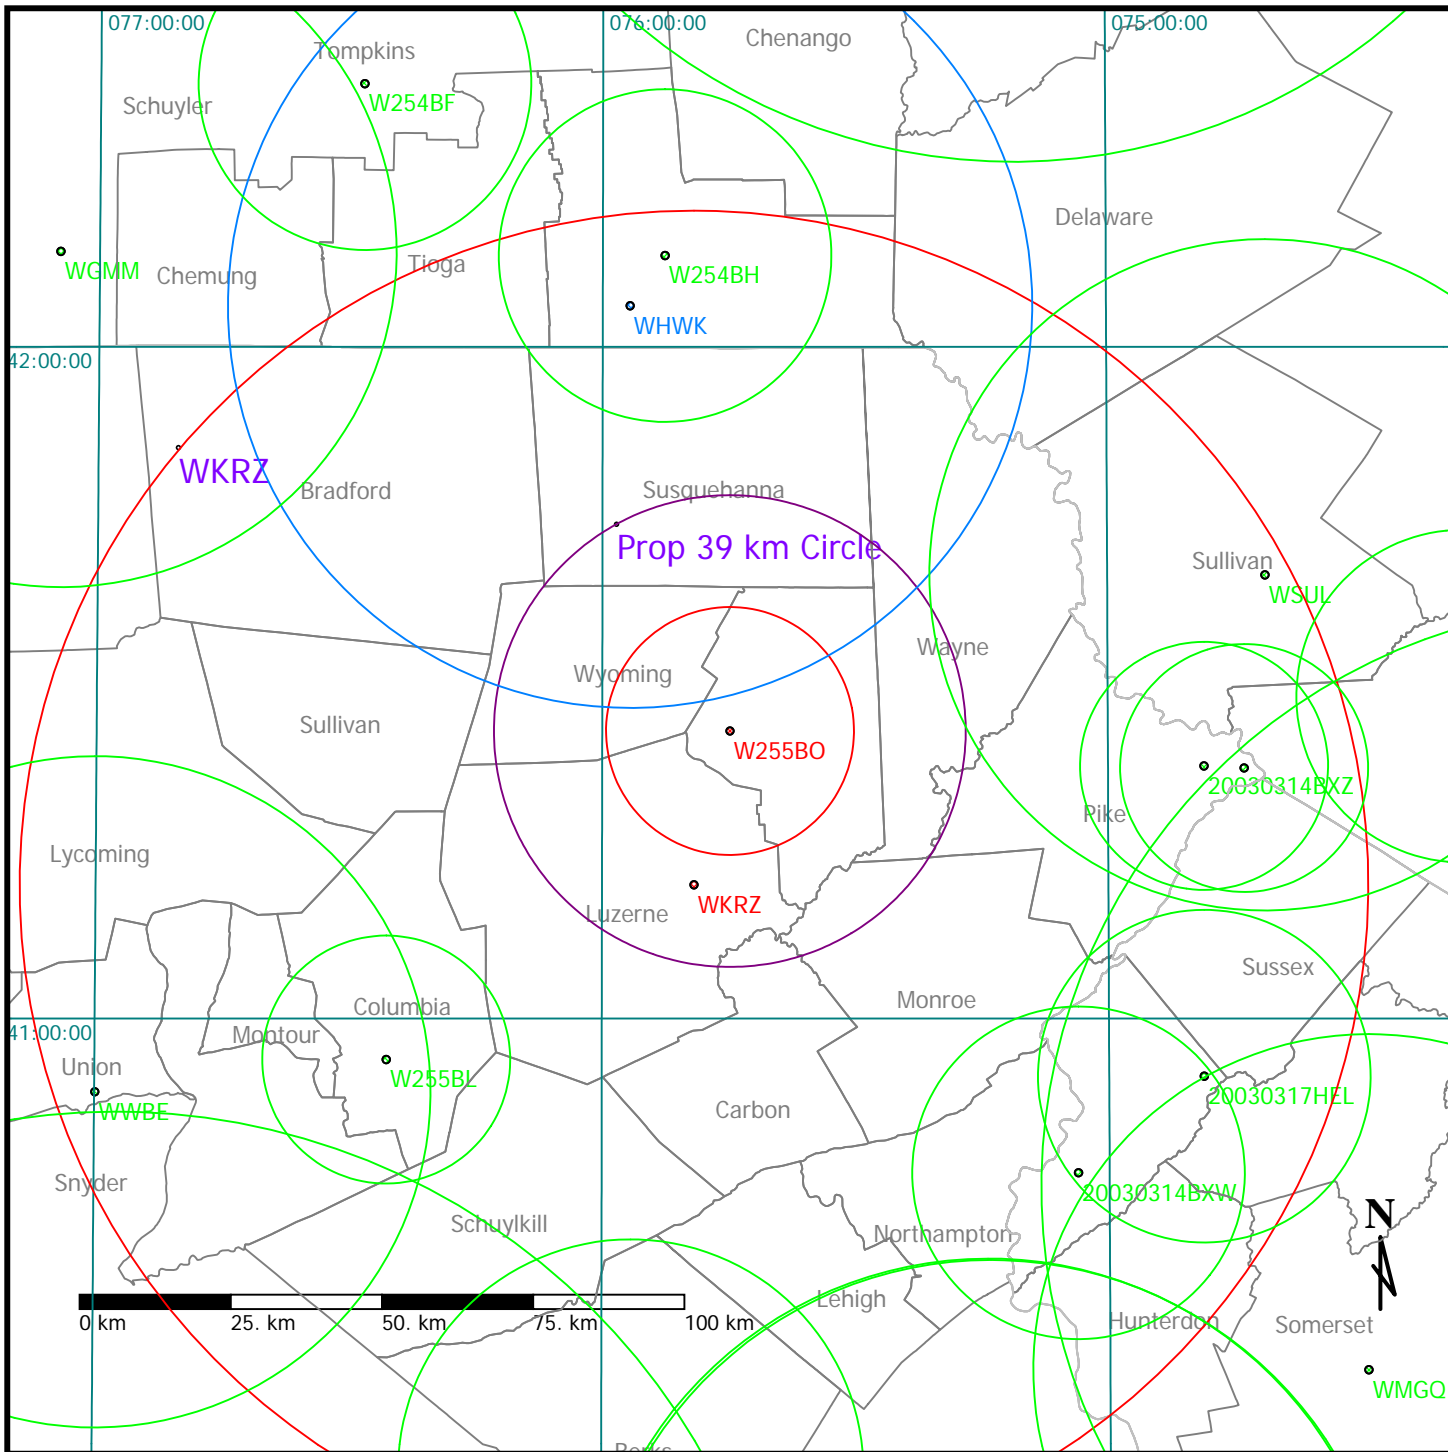 077:00:00
076:00:00
075:00:00
Tompkins
Chenango
W254BF
Schuyler
Delaware
WGMM
Chemung
Tioga
W254BH
WHWK
42:00:00
WKRZ
Bradford
Susquehanna
Prop 39 km Circle
Sullivan
WSUL
Wayne
Wyoming
Sullivan
W255BO
20030314BXZ
Pike
Lycoming
WKRZ
Luzerne
Sussex
Columbia
Monroe
41:00:00
Montour
Union
W255BL
20030317HEL
WWBE
Carbon
Snyder
20030314BXW
Schuylkill
Northampton
N
Lehigh
Hunterdon
Somerset
0 km 25. km 50. km 75. km 100 km
WMGQ
Berks